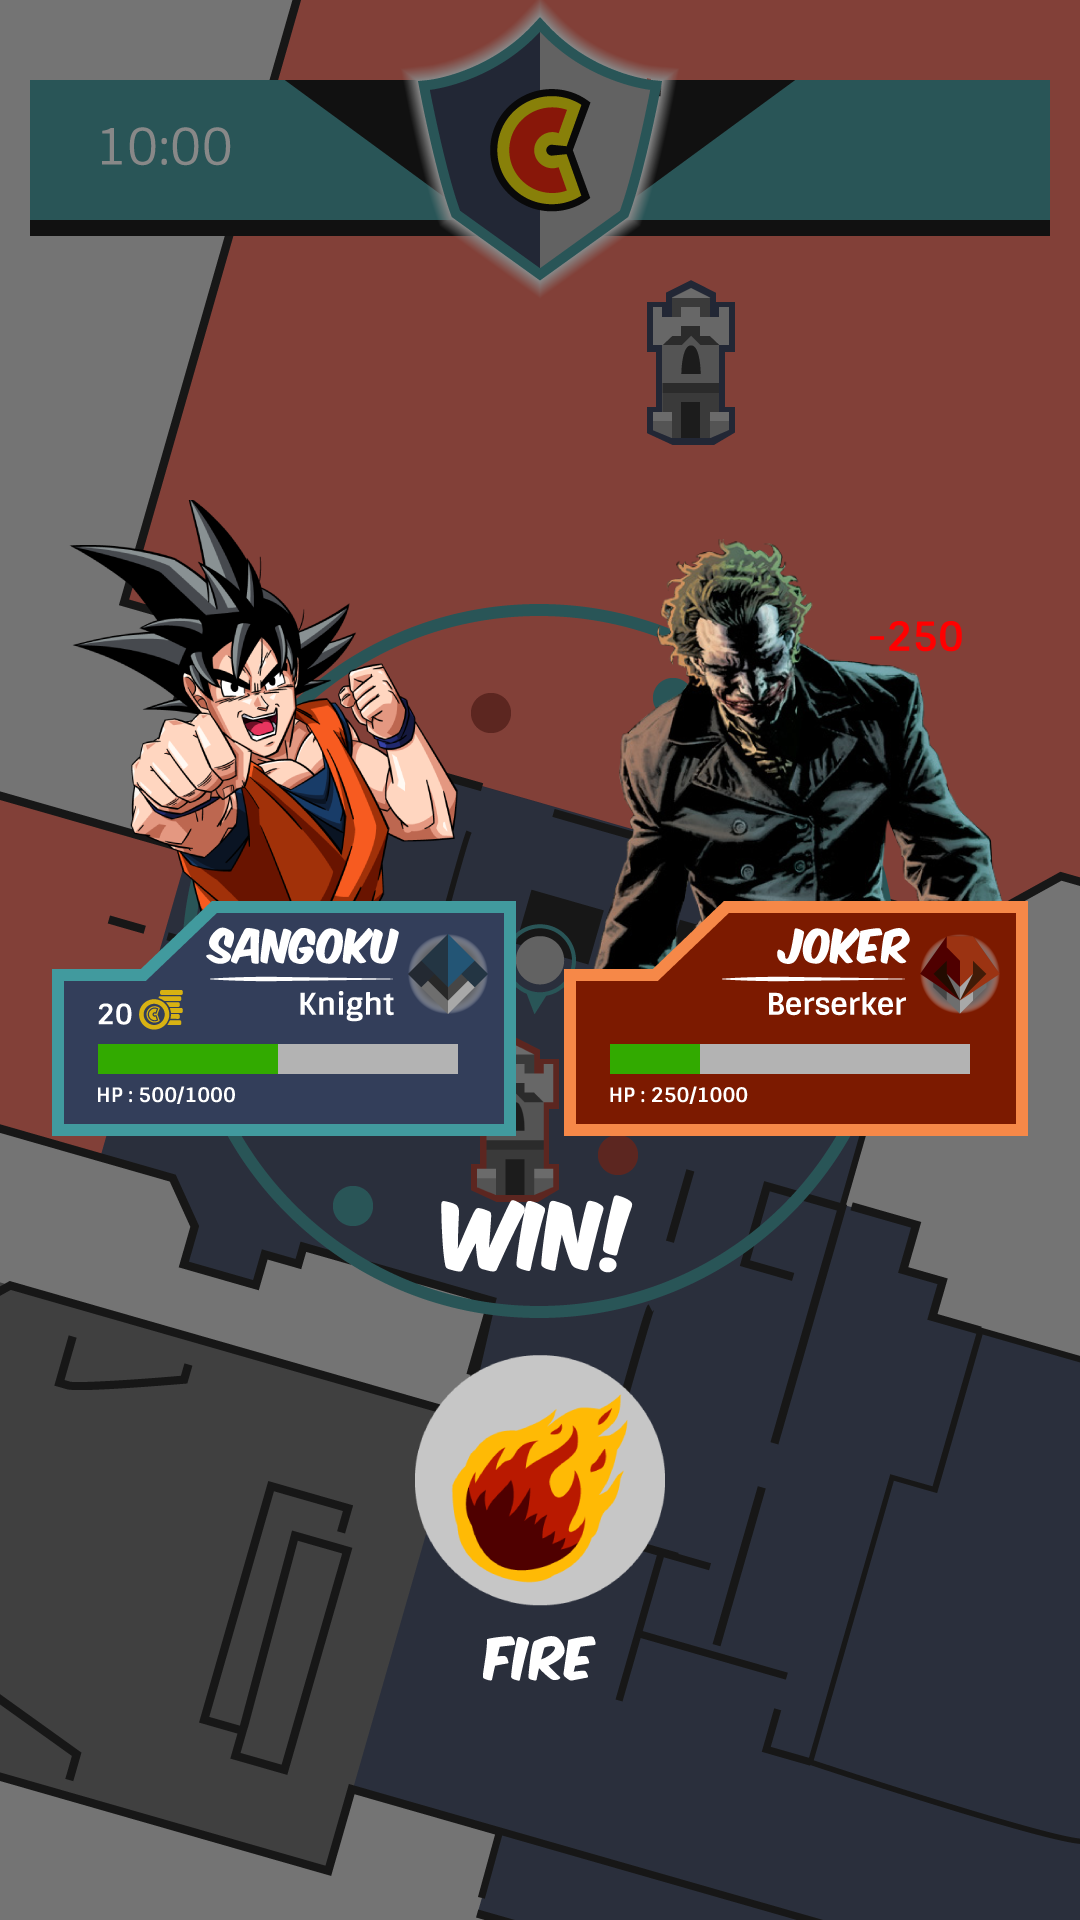 10:00
-250
SANGOKU
Knight
20
HP : 500/1000
JOKER
Berserker
HP : 250/1000
WIN!
FIRE